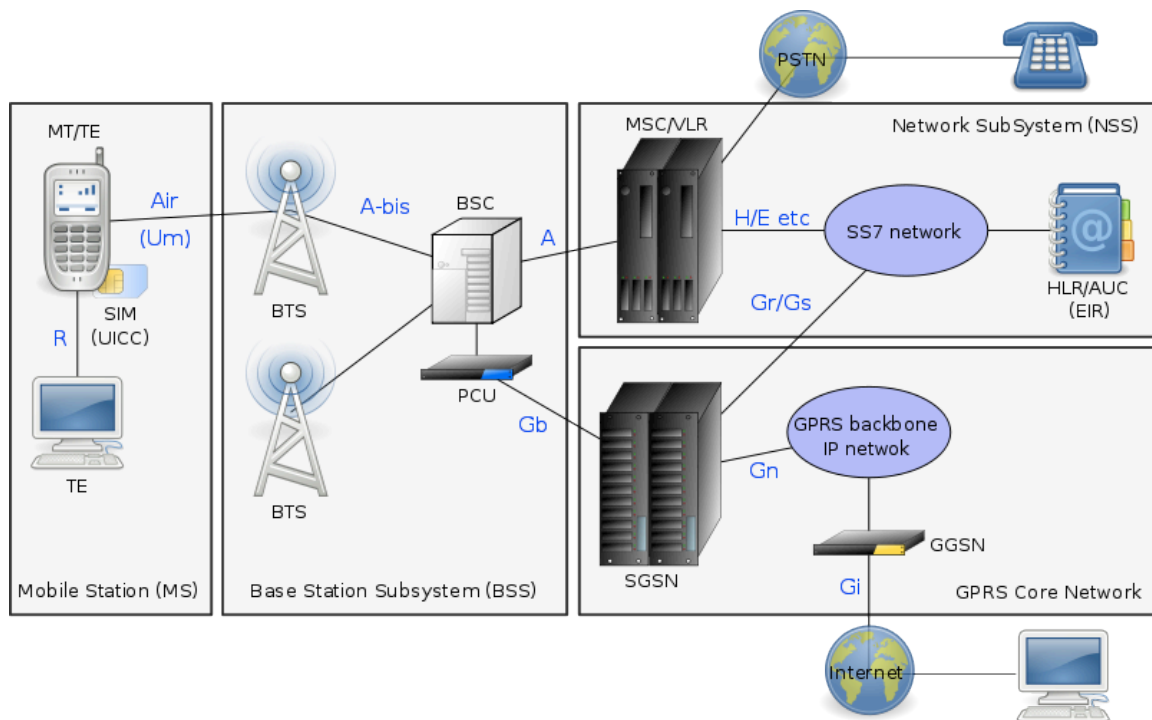 PSTN
MT/TE
MSC/VLR
Network SubSystem (NSS)
Air
(Um)
A-bis
BSC
A
H/E etc
SS7 network
BTS
SIM
(UICC)
R
Gr/Gs
HLR/AUC
(EIR)
PCU
Gb
GPRS backbone
IP netwok
Gn
TE
BTS
SGSN
GGSN
Gi
Mobile Station (MS)
Base Station Subsystem (BSS)
GPRS Core Network
Internet